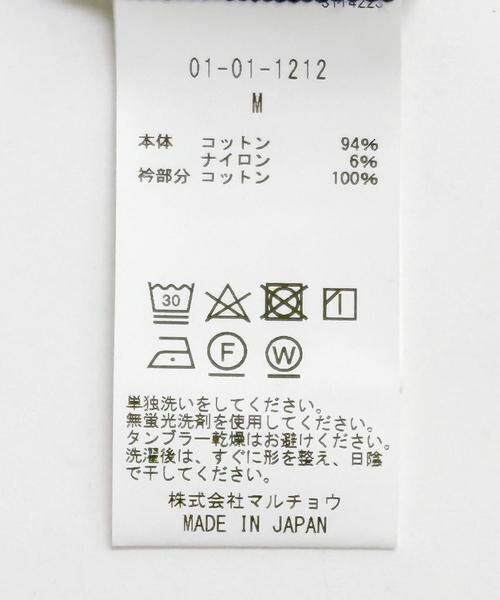 01-01-1212
M
本体 コットン 94%
ナイロン 6%
衿部分 コットン 100%
30
F W
単独洗いをしてください。
無蛍光洗剤を使用してください。
タンブラー乾燥はお避けください。
洗濯後は、すぐに形を整え、日陰
で干してください。
株式会社マルチョウ
MADE IN JAPAN